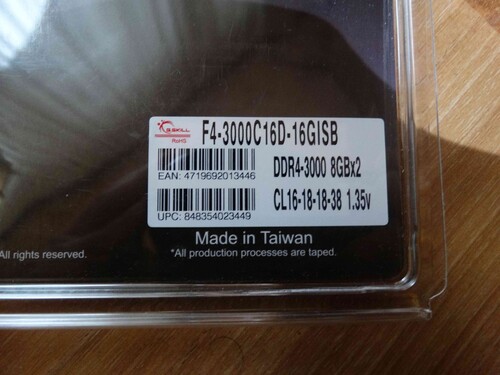 G.SKILL
RoHS
F4-3000C16D-16GISB
EAN: 4719692013446
DDR4-3000 8GBx2
CL16-18-18-38 1.35v
UPC: 848354023449
Made in Taiwan
*All production processes are taped.
All rights reserved.